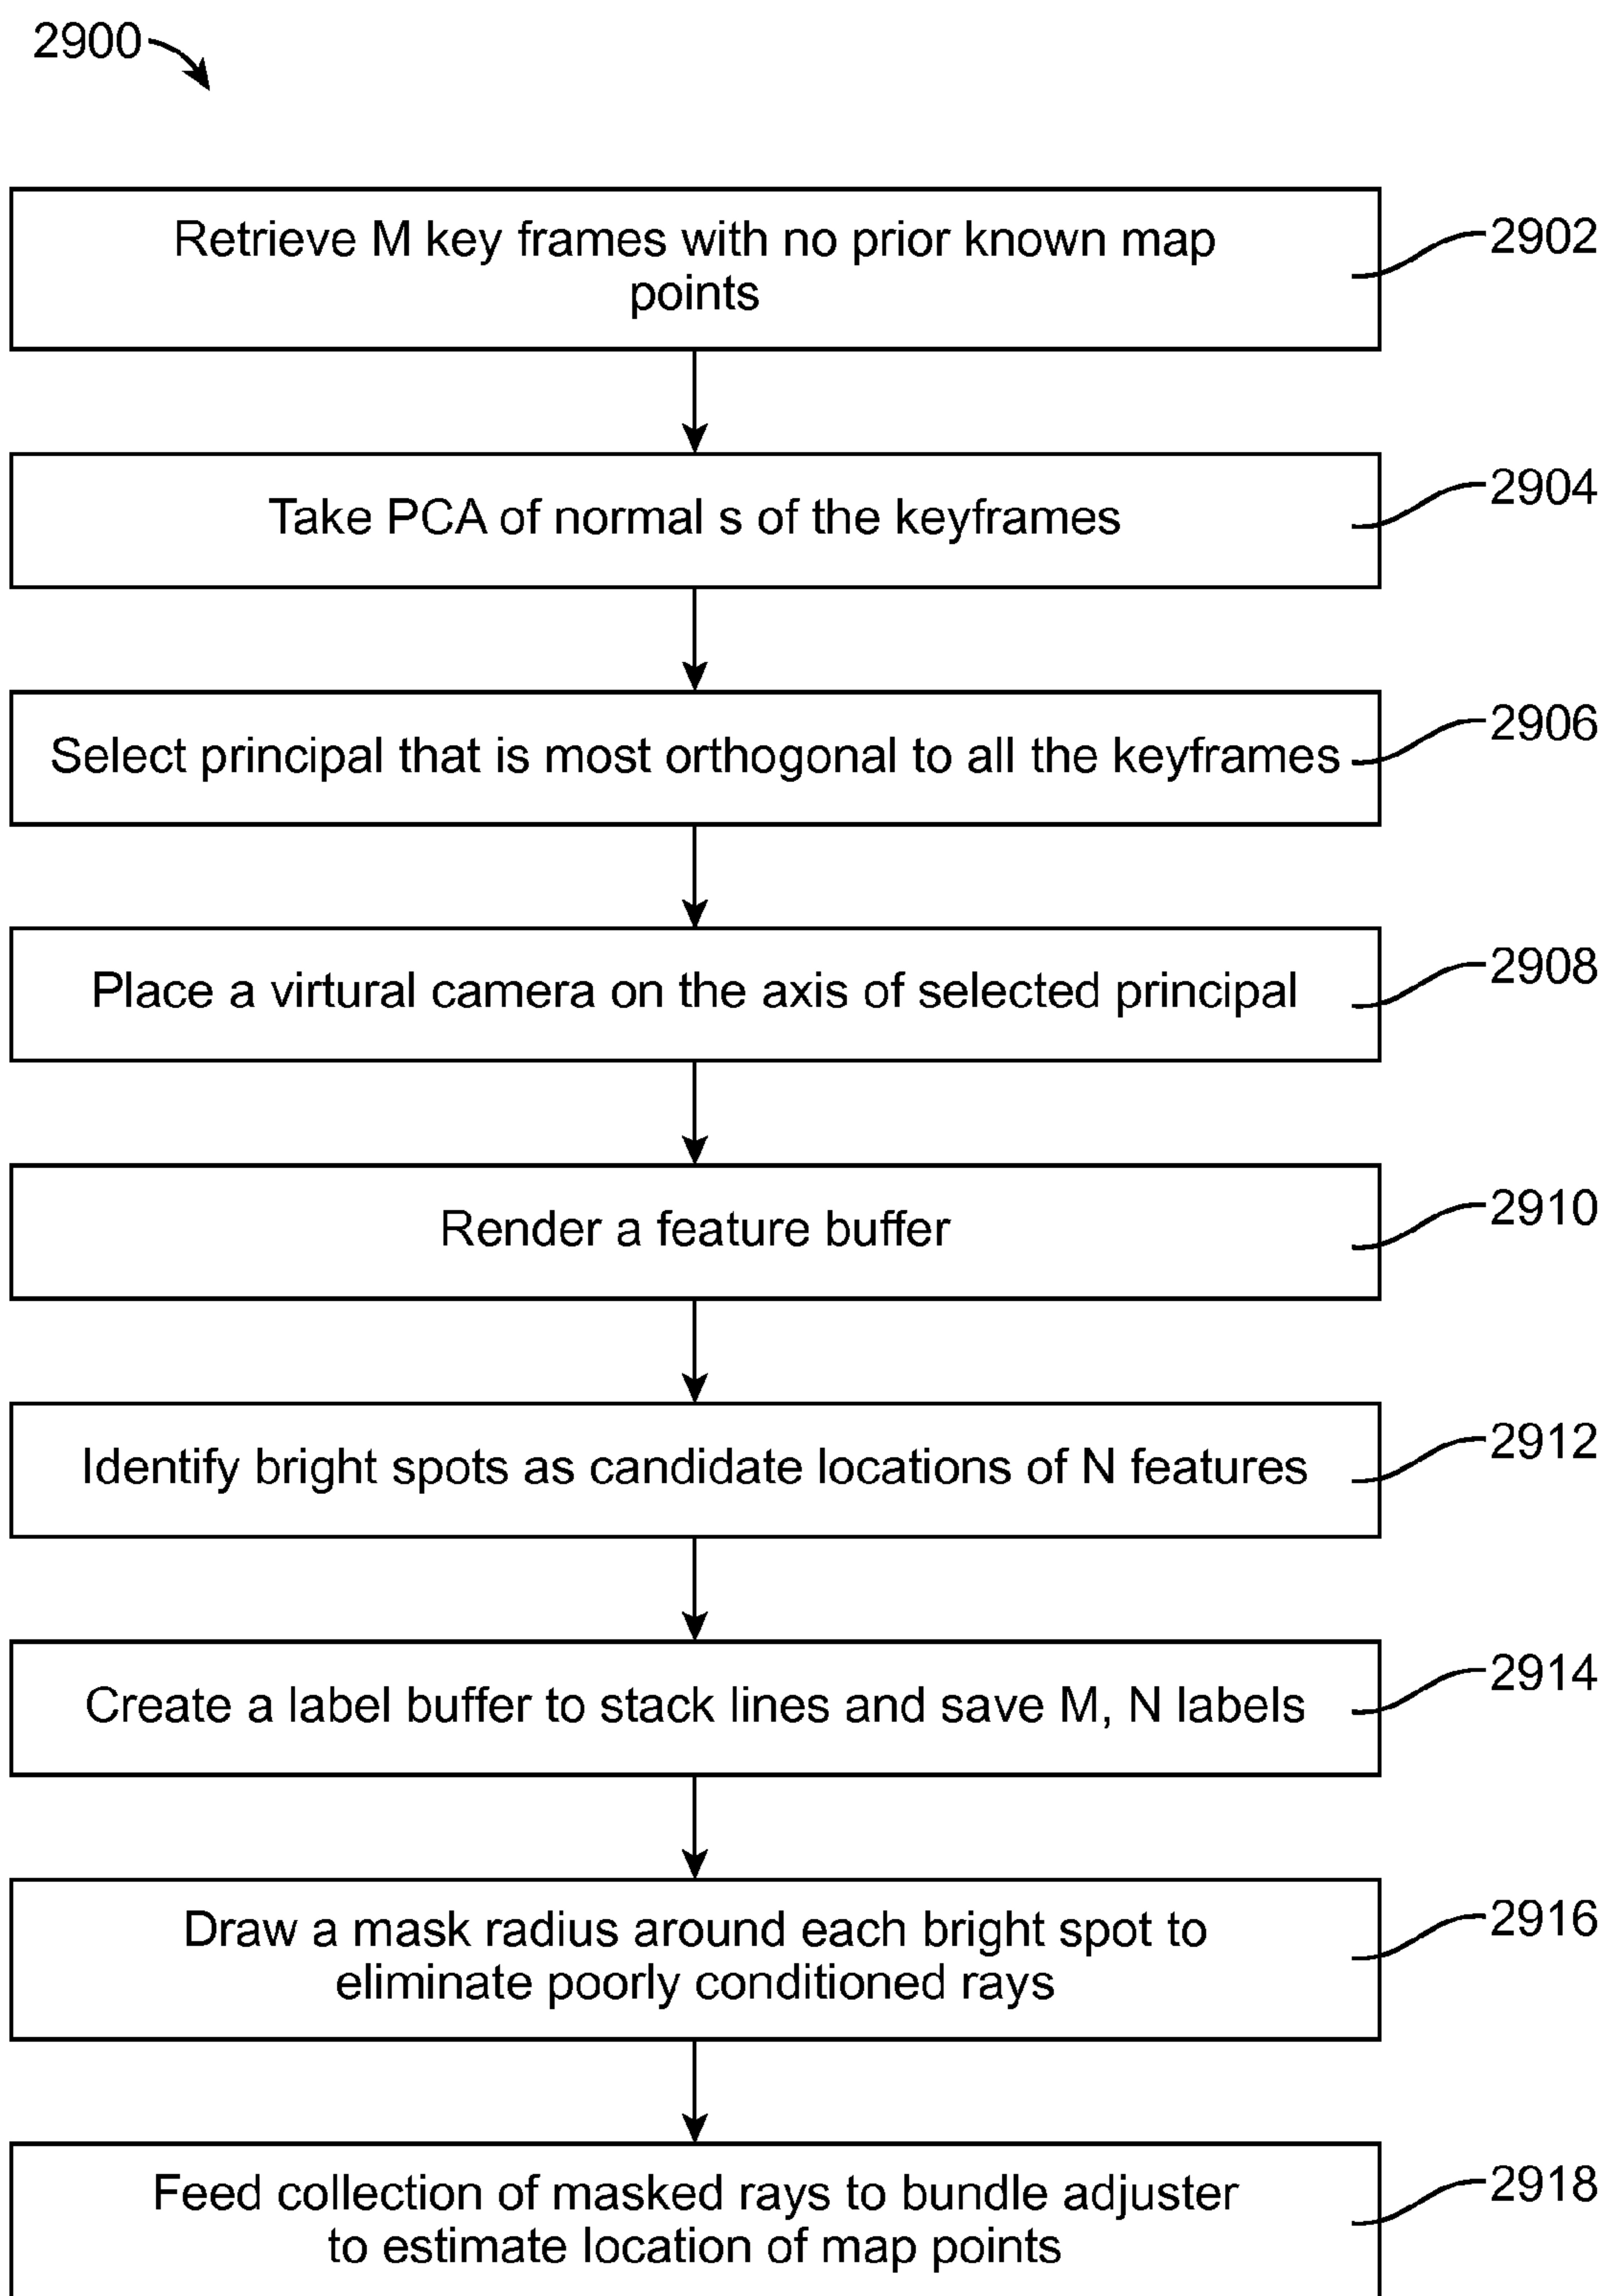 2900
Retrieve M key frames with no prior known map
points
2902
Take PCA of normal s of the keyframes
2904
Select principal that is most orthogonal to all the keyframes
2906
Place a virtural camera on the axis of selected principal
2908
Render a feature buffer
2910
Identify bright spots as candidate locations of N features
2912
Create a label buffer to stack lines and save M, N labels
2914
Draw a mask radius around each bright spot to
eliminate poorly conditioned rays
2916
Feed collection of masked rays to bundle adjuster
to estimate location of map points
2918